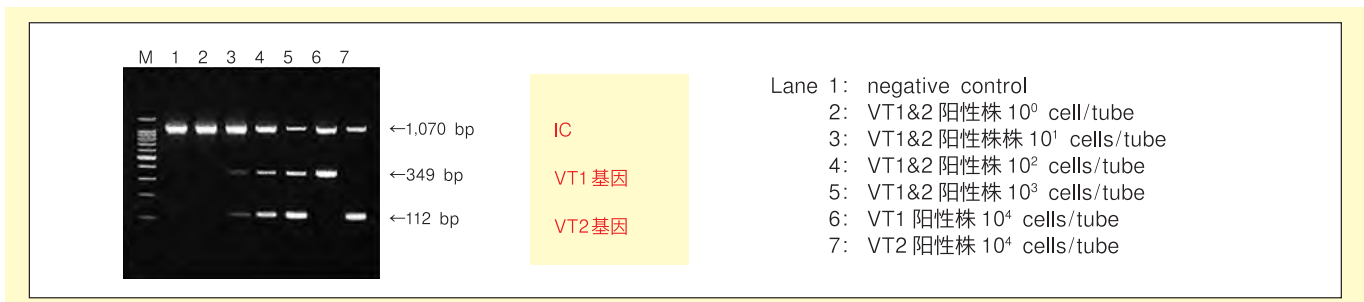 M 1 2 3 4 5 6 7
←1,070 bp
←349 bp
←112 bp
IC
VT1基因
VT2基因
Lane 1: negative control
2: VT1&2 阳性株 10⁰ cell/tube
3: VT1&2 阳性株株 10¹ cells/tube
4: VT1&2 阳性株 10² cells/tube
5: VT1&2 阳性株 10³ cells/tube
6: VT1 阳性株 10⁴ cells/tube
7: VT2 阳性株 10⁴ cells/tube